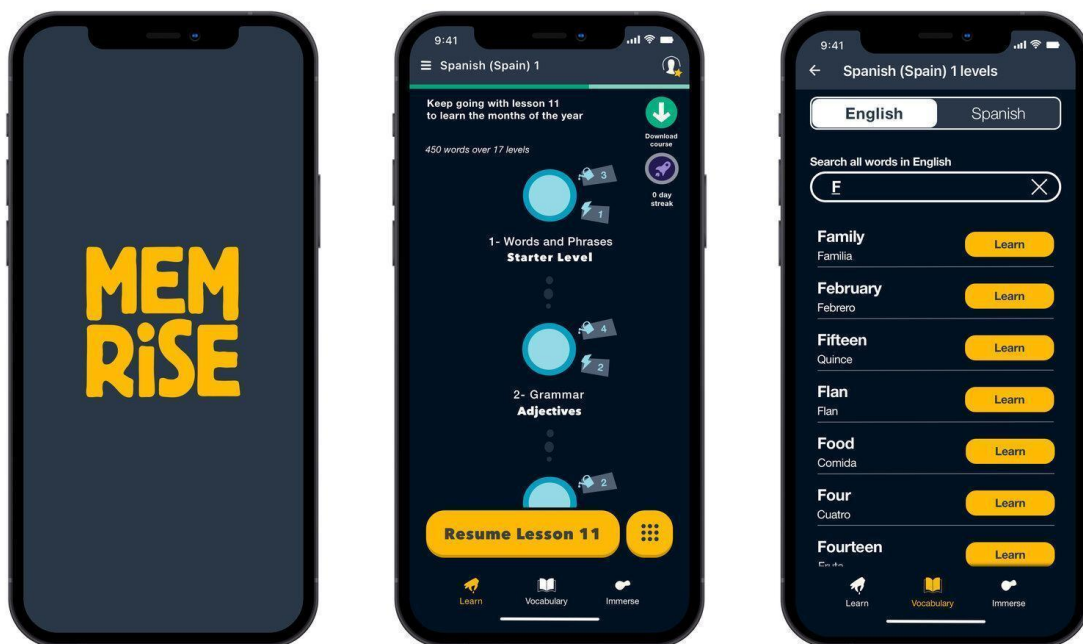 MEM
RiSE
9:41
Spanish (Spain) 1
Keep going with lesson 11
to learn the months of the year
Download
course
450 words over 17 levels
3
0 day
streak
1
1- Words and Phrases
Starter Level
4
2
2- Grammar
Adjectives
2
Resume Lesson 11
Learn
Vocabulary
Immerse
9:41
Spanish (Spain) 1 levels
English
Spanish
Search all words in English
F
Family
Familia
Learn
February
Febrero
Learn
Fifteen
Quince
Learn
Flan
Flan
Learn
Food
Comida
Learn
Four
Cuatro
Learn
Fourteen
Learn
Learn
Vocabulary
Immerse